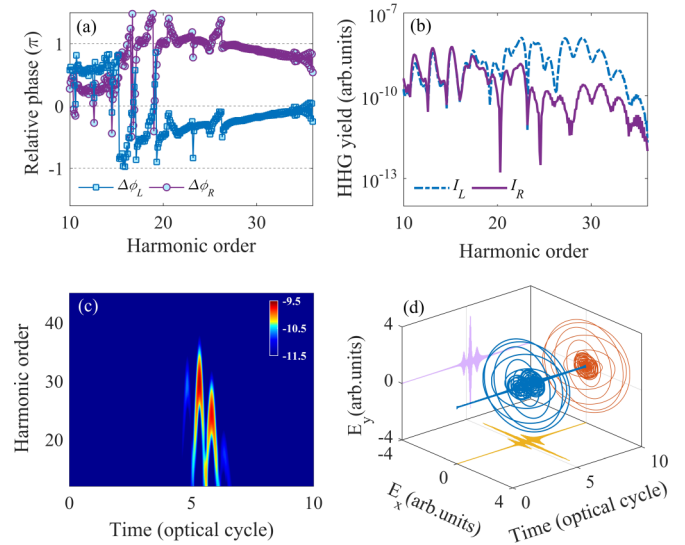 (a)
Relative phase (π)
1
0
-1
Δϕ_L Δϕ_R
10 20 30
Harmonic order
(b)
HHG yield (arb.units)
10^-7
10^-10
10^-13
I_L I_R
10 20 30
Harmonic order
(c)
-9.5
-10.5
-11.5
Harmonic order
40
30
20
0 5 10
Time (optical cycle)
(d)
E_y(arb.units)
4
0
-4
-4 0 4
E_x (arb.units)
0 5 10
Time (optical cycle)